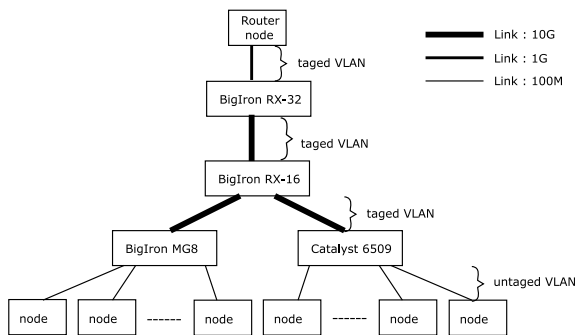 Router
node
Link : 10G
taged VLAN
Link : 1G
Link : 100M
BigIron RX-32
taged VLAN
BigIron RX-16
taged VLAN
BigIron MG8
Catalyst 6509
untaged VLAN
node
node
------
node
node
------
node
node